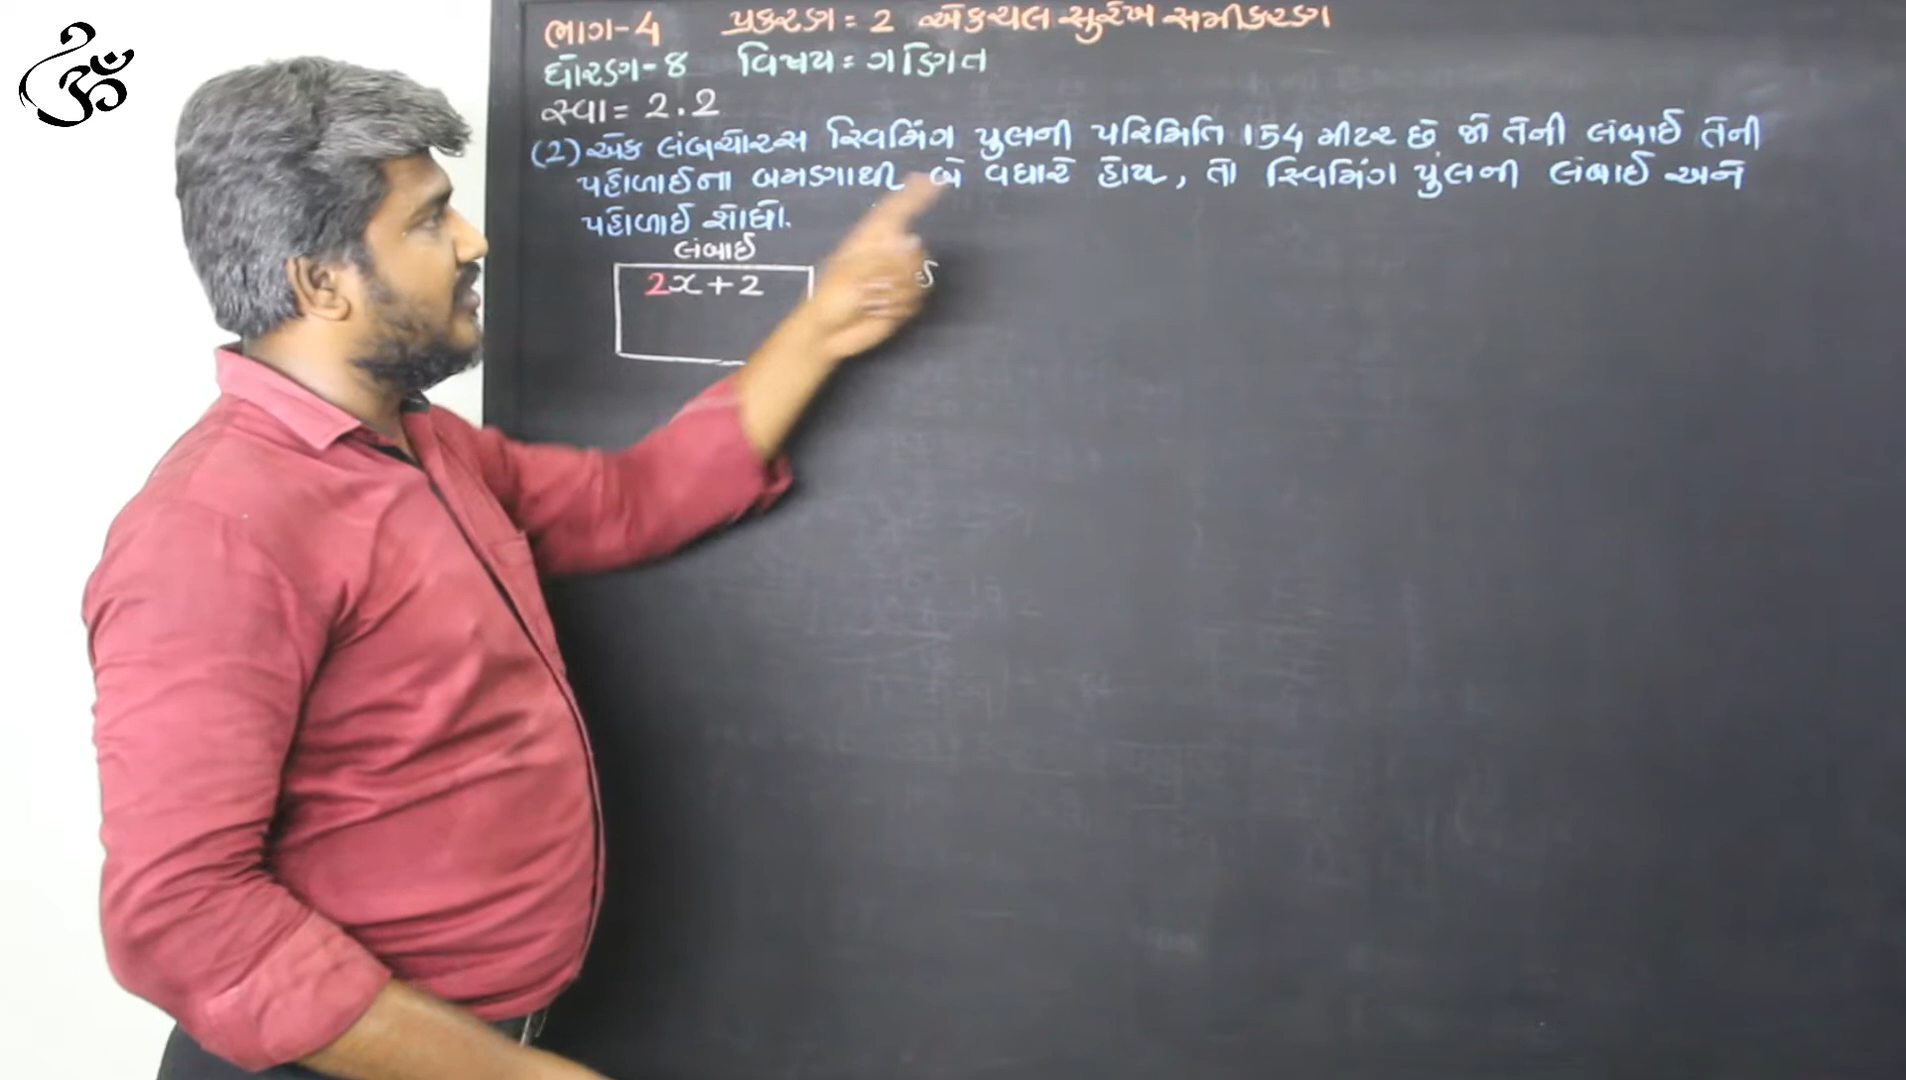 ૐ
ભાગ-4 પ્રકરણ = 2 એકચલ સુરેખ સમીકરણ
ધોરણ-8 વિષય = ગણિત
સ્વા = 2.2
(2) એક લંબચોરસ સ્વિમિંગ પુલની પરિમિતિ 154 મીટર છે જો તેની લંબાઈ તેની
પહોળાઈના બમણાથી બે વધારે હોય, તો સ્વિમિંગ પુલની લંબાઈ અને
પહોળાઈ શોધો.
લંબાઈ
2x+2